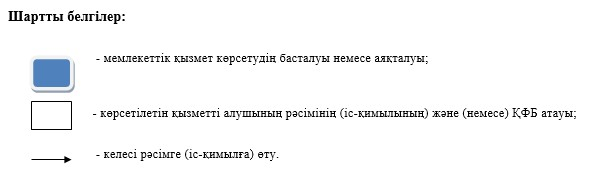 Шартты белгілер:
- мемлекеттік қызмет көрсетудің басталуы немесе аяқталуы;
- көрсетілетін қызметті алушының рәсімінің (іс-қимылының) және (немесе) ҚФБ атауы;
- келесі рәсімге (іс-қимылға) өту.